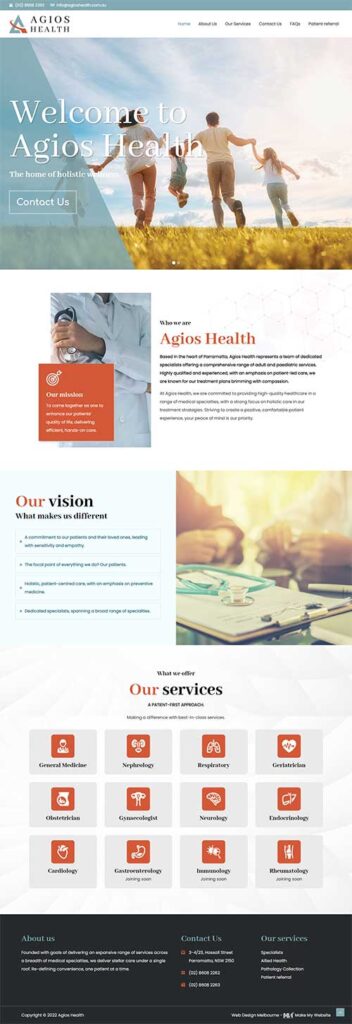 (02) 8608 2262 info@agioshealth.com.au
AGIOS
HEALTH
Home About Us Our Services Contact Us FAQs Patient referral
Welcome to
Agios Health
The home of holistic wellness.
Contact Us
Who we are
Agios Health
Based in the heart of Parramatta, Agios Health represents a team of dedicated
specialists offering a comprehensive range of adult and paediatric services.
Highly qualified and experienced, with an emphasis on patient-led care, we
are known for our treatment plans brimming with compassion.
At Agios Health, we are committed to providing high-quality healthcare in a
range of medical specialties, with a strong focus on holistic care in our
treatment strategies. Striving to create a positive, comfortable patient
experience, your peace of mind is our priority.
Our mission
To come together as one to
enhance our patients'
quality of life, delivering
efficient, hands-on care.
Our vision
What makes us different
A commitment to our patients and their loved ones, leading
with sensitivity and empathy.
The focal point of everything we do? Our patients.
Holistic, patient-centred care, with an emphasis on preventive
medicine.
Dedicated specialists, spanning a broad range of specialties.
What we offer
Our services
A PATIENT-FIRST APPROACH.
Making a difference with best-in-class services.
General Medicine Nephrology Respiratory Geriatrician
Obstetrician Gynaecologist Neurology Endocrinology
Cardiology Gastroenterology Immunology Rheumatology
Joining soon Joining soon Joining soon
About us
Founded with goals of delivering an expansive range of services across
a breadth of medical specialties, we deliver stellar care under a single
roof. Re-defining convenience, one patient at a time.
Contact Us
3-4/23, Hassall Street
Parramatta, NSW 2150
(02) 8608 2262
(02) 8608 2263
Our services
Specialists
Allied Health
Pathology Collection
Patient referral
Copyright © 2022 Agios Health
Web Design Melbourne - Make My Website